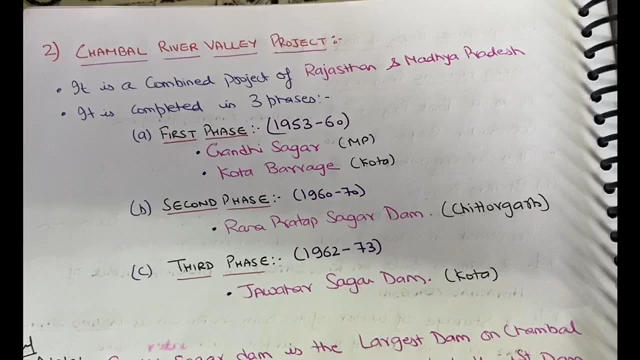 2) CHAMBAL RIVER VALLEY PROJECT:-
• It is a Combined project of Rajasthan & Madhya Pradesh
• It is completed in 3 phases:-
(a) FIRST PHASE:- (1953-60)
• Gandhi Sagar (MP)
• Kota Barrage (Kota)
(b) SECOND PHASE:- (1960-70)
• Rana Pratap Sagar Dam. (Chittorgarh)
(c) THIRD PHASE:- (1962-73)
• Jawahar Sagar Dam. (Kota)
Sagar dam is the Largest Dam on Chambal
Dam